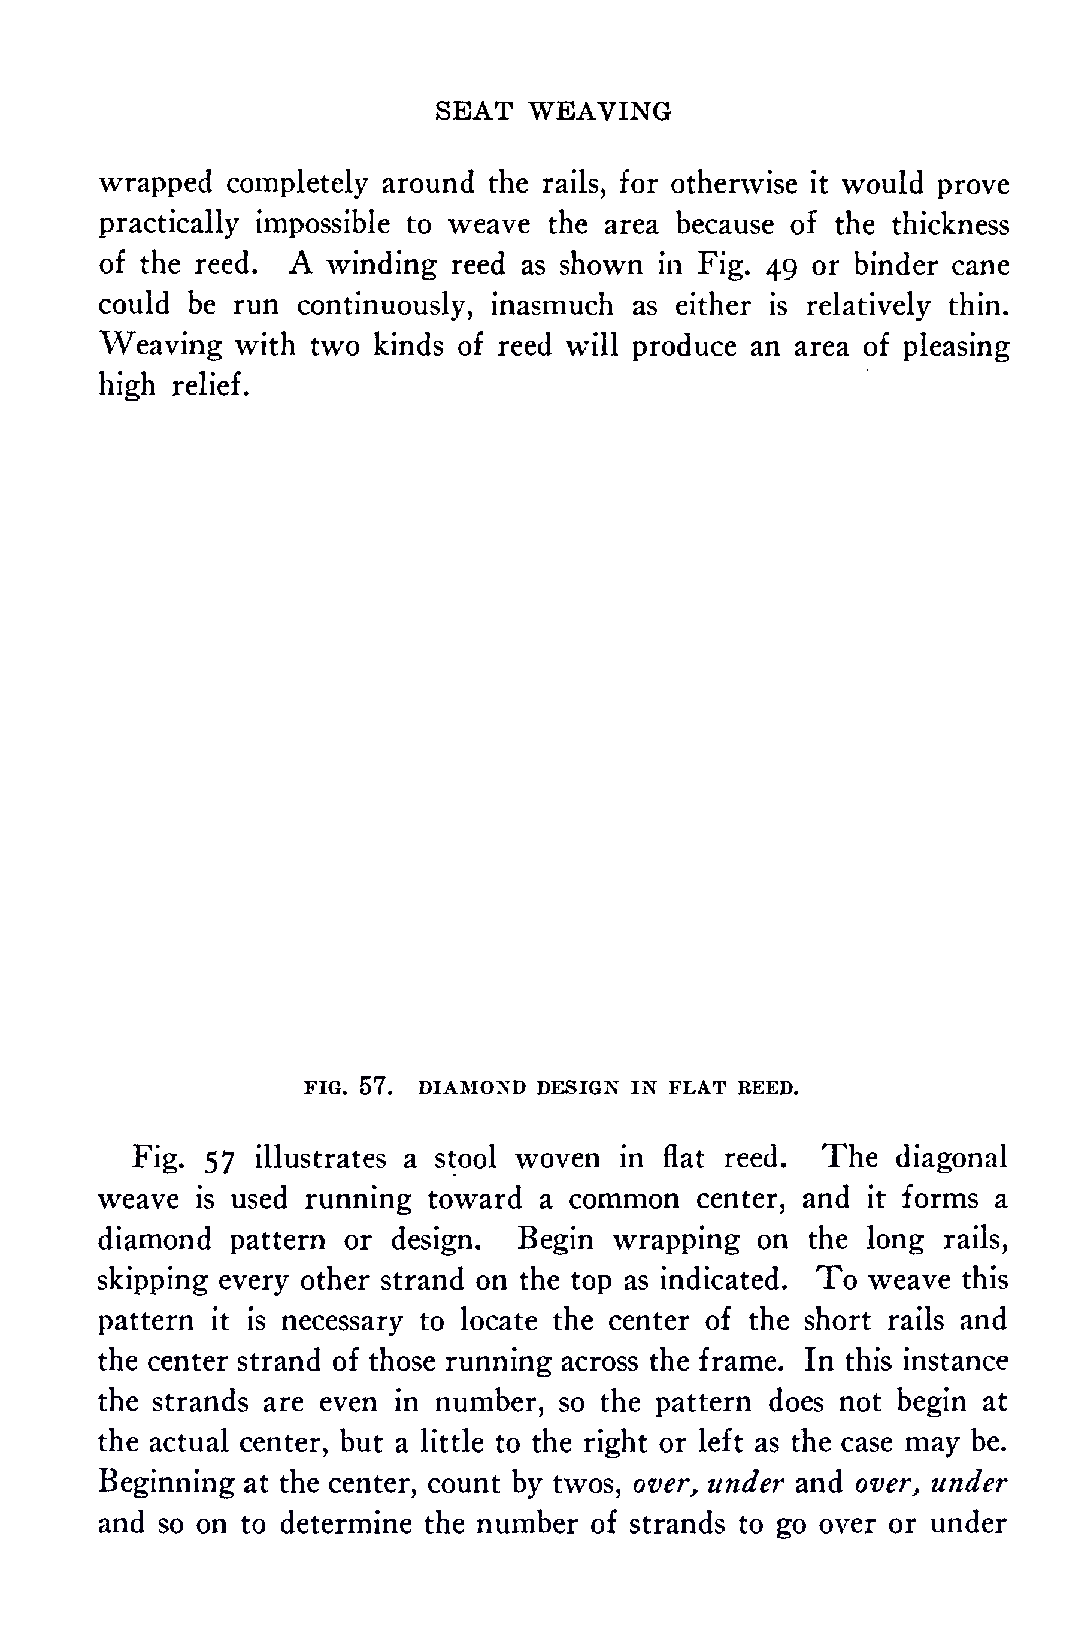 SEAT WEAVING
wrapped completely around the rails, for otherwise it would prove
practically impossible to weave the area because of the thickness
of the reed. A winding reed as shown in Fig. 49 or binder cane
could be run continuously, inasmuch as either is relatively thin.
Weaving with two kinds of reed will produce an area of pleasing
high relief.
FIG. 57. DIAMOND DESIGN IN FLAT REED.
Fig. 57 illustrates a stool woven in flat reed. The diagonal
weave is used running toward a common center, and it forms a
diamond pattern or design. Begin wrapping on the long rails,
skipping every other strand on the top as indicated. To weave this
pattern it is necessary to locate the center of the short rails and
the center strand of those running across the frame. In this instance
the strands are even in number, so the pattern does not begin at
the actual center, but a little to the right or left as the case may be.
Beginning at the center, count by twos, over, under and over, under
and so on to determine the number of strands to go over or under